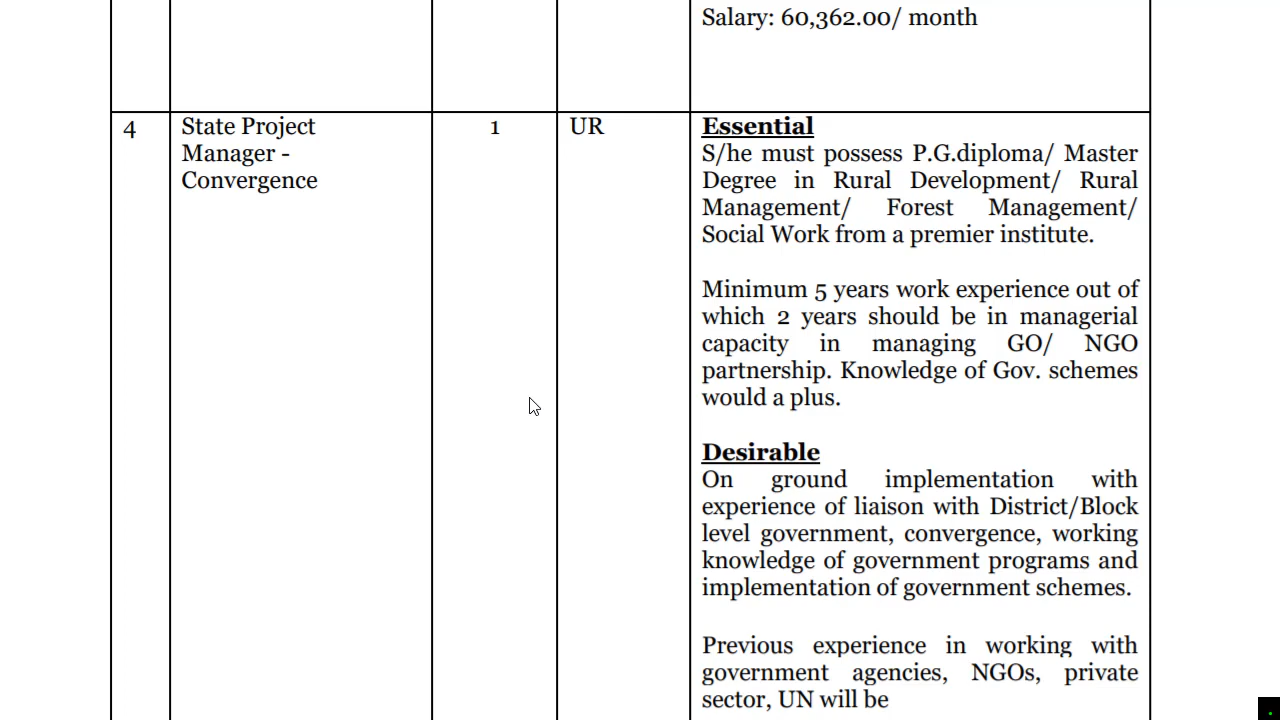 Salary: 60,362.00/ month
4
State Project
Manager -
Convergence
1
UR
Essential
S/he must possess P.G.diploma/ Master
Degree in Rural Development/ Rural
Management/ Forest Management/
Social Work from a premier institute.
Minimum 5 years work experience out of
which 2 years should be in managerial
capacity in managing GO/ NGO
partnership. Knowledge of Gov. schemes
would a plus.
Desirable
On ground implementation with
experience of liaison with District/Block
level government, convergence, working
knowledge of government programs and
implementation of government schemes.
Previous experience in working with
government agencies, NGOs, private
sector, UN will be